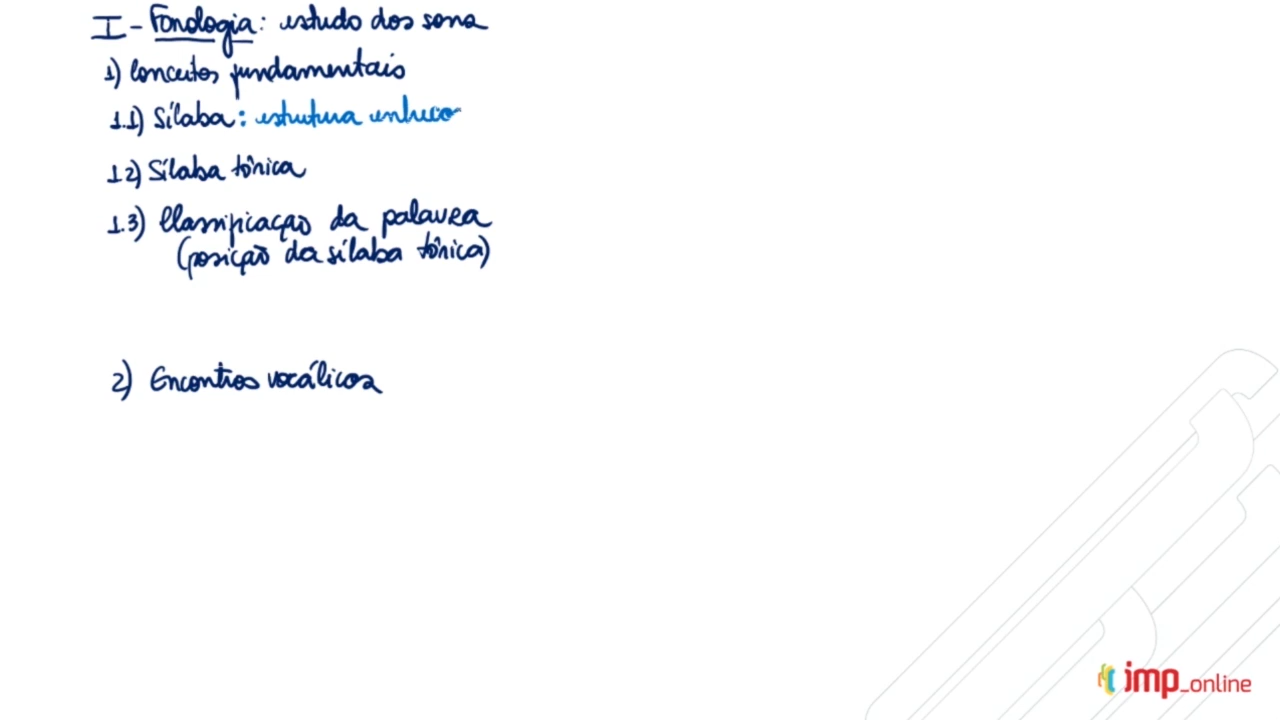 I - Fonologia: estudo dos sons
1) Conceitos fundamentais
1.1) Sílaba: estrutura
1.2) Sílaba tônica
1.3) Classificação da palavra
(posição da sílaba tônica)
2) Encontros vocálicos
imp_online